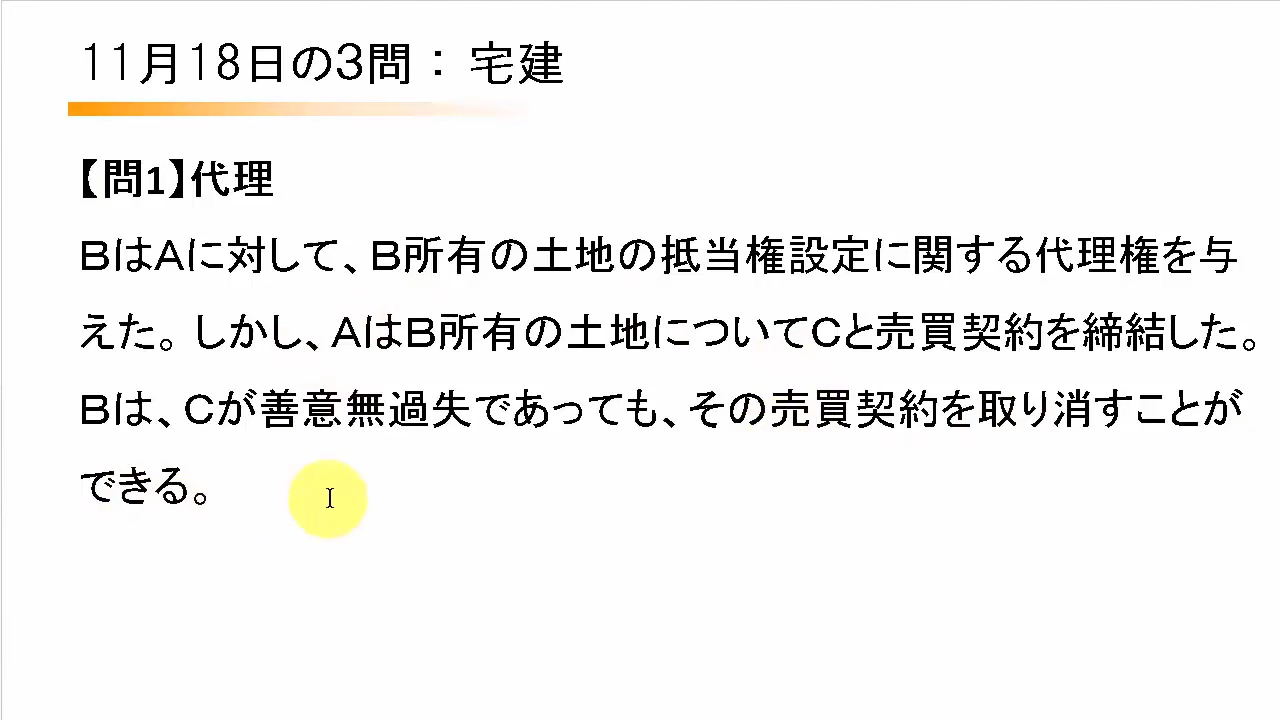 11月18日の3問：宅建
【問1】代理
BはAに対して、B所有の土地の抵当権設定に関する代理権を与
えた。しかし、AはB所有の土地についてCと売買契約を締結した。
Bは、Cが善意無過失であっても、その売買契約を取り消すことが
できる。